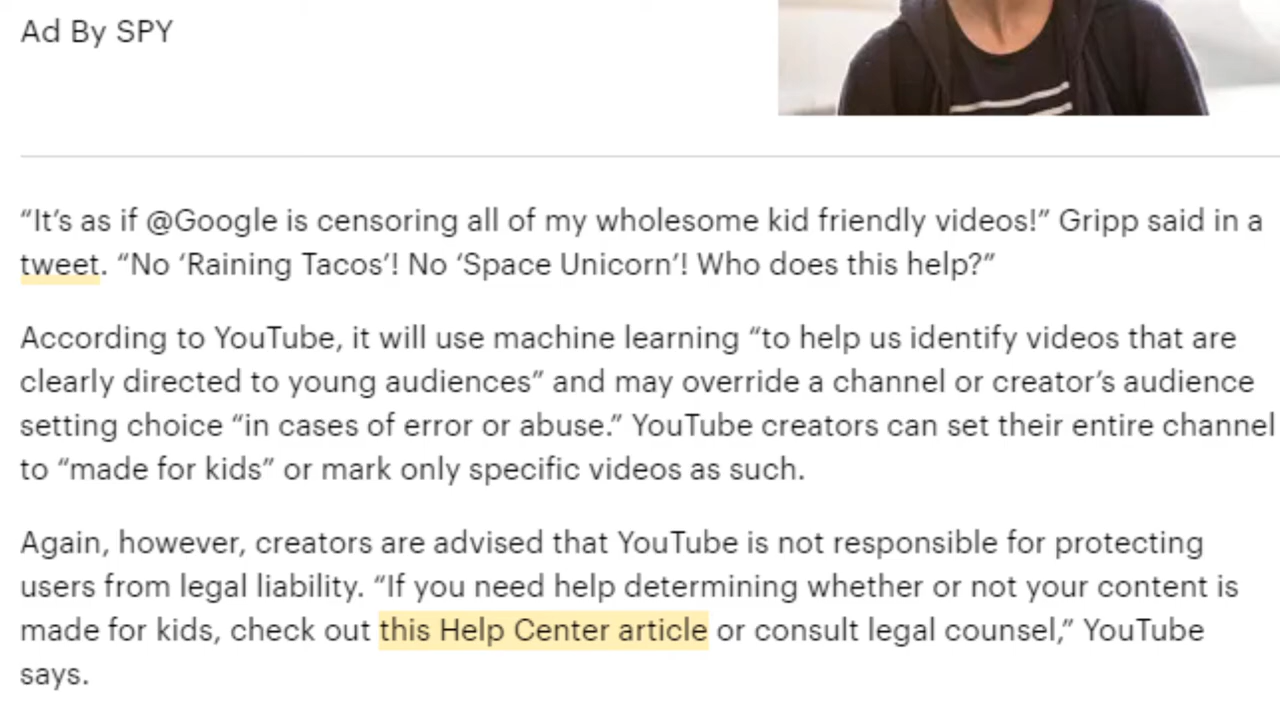 Ad By SPY
“It’s as if @Google is censoring all of my wholesome kid friendly videos!” Gripp said in a
tweet. “No ‘Raining Tacos’! No ‘Space Unicorn’! Who does this help?”
According to YouTube, it will use machine learning “to help us identify videos that are
clearly directed to young audiences” and may override a channel or creator’s audience
setting choice “in cases of error or abuse.” YouTube creators can set their entire channel
to “made for kids” or mark only specific videos as such.
Again, however, creators are advised that YouTube is not responsible for protecting
users from legal liability. “If you need help determining whether or not your content is
made for kids, check out this Help Center article or consult legal counsel,” YouTube
says.